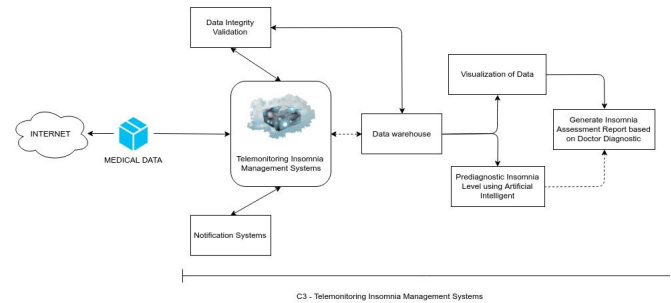 Data Integrity
Validation
INTERNET
MEDICAL DATA
Telemonitoring Insomnia
Management Systems
Notification Systems
Data warehouse
Visualization of Data
Prediagnostic Insomnia
Level using Artificial
Intelligent
Generate Insomnia
Assessment Report based
on Doctor Diagnostic
C3 - Telemonitoring Insomnia Management Systems